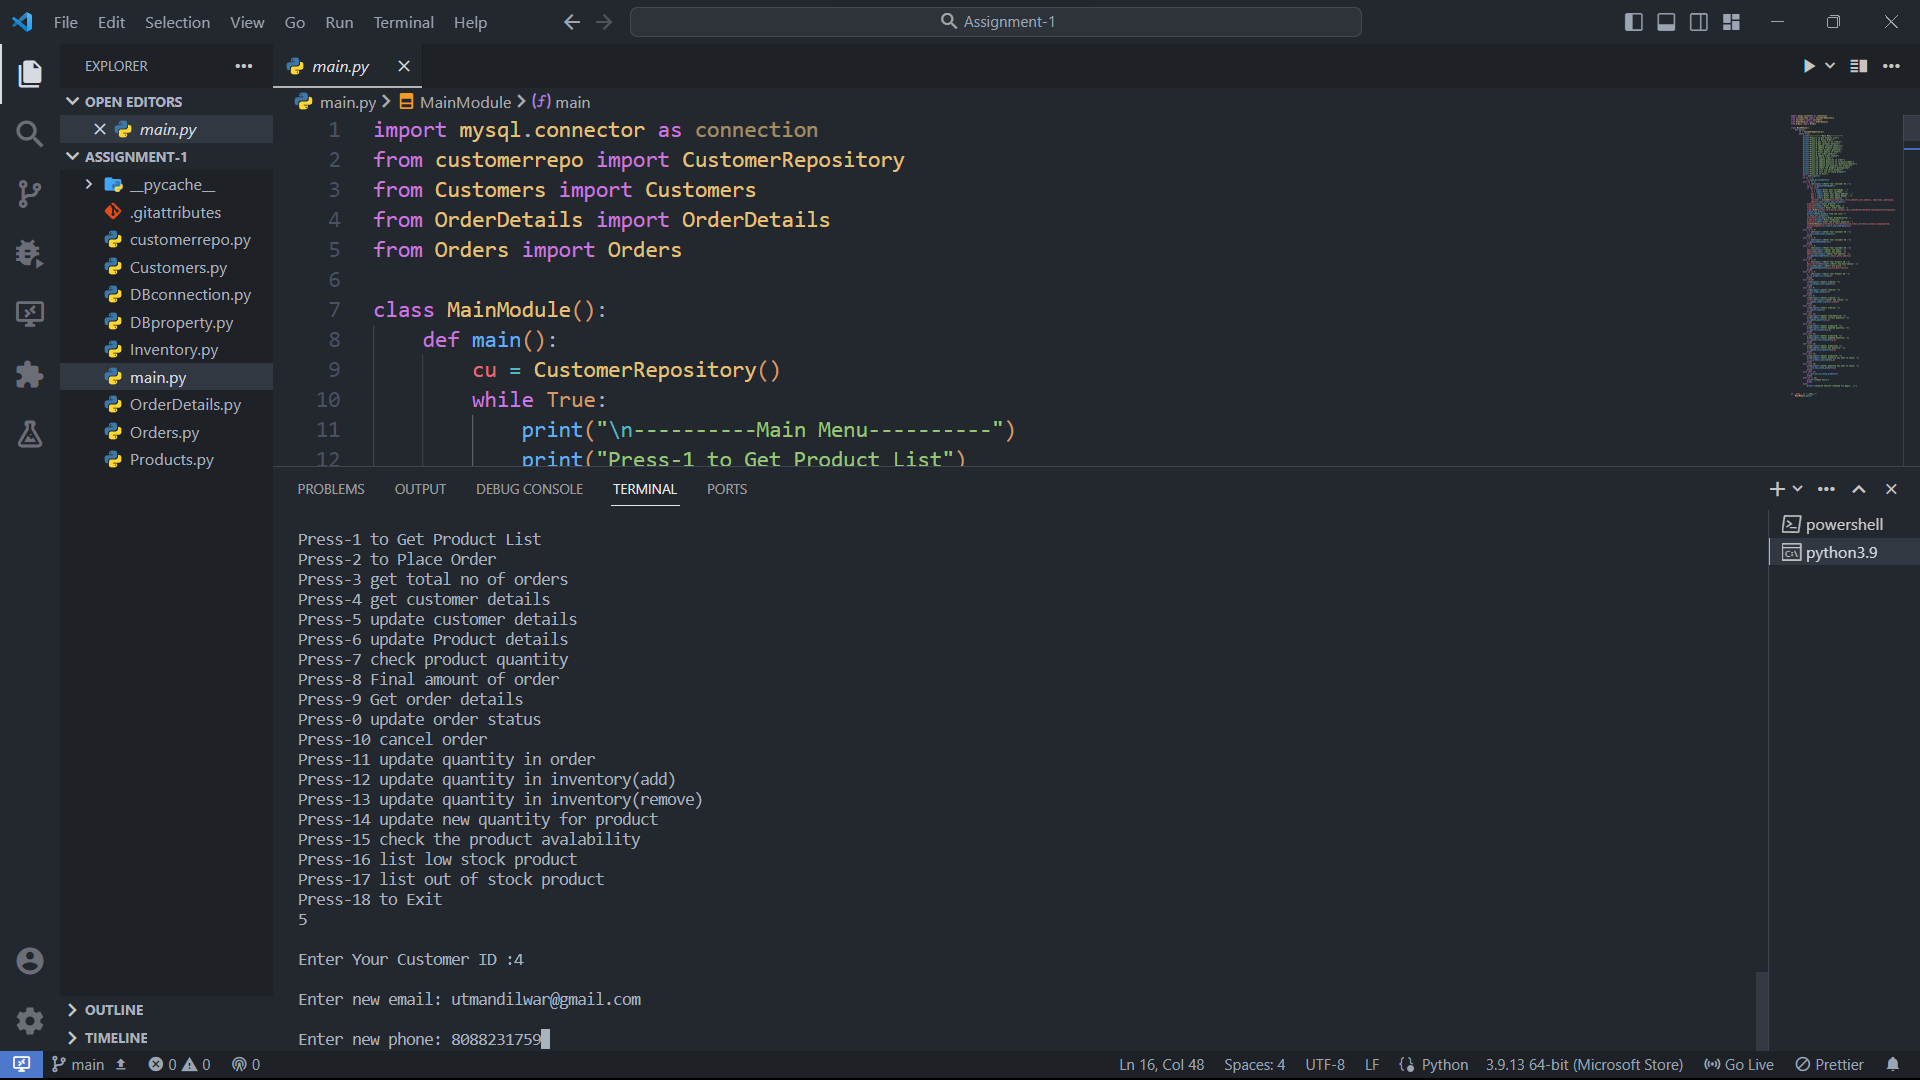 File Edit Selection View Go Run Terminal Help
Assignment-1
EXPLORER
OPEN EDITORS
main.py
ASSIGNMENT-1
__pycache__
.gitattributes
customerrepo.py
Customers.py
DBconnection.py
DBproperty.py
Inventory.py
main.py
OrderDetails.py
Orders.py
Products.py
OUTLINE
TIMELINE
main.py
main.py MainModule main
1 import mysql.connector as connection
2 from customerrepo import CustomerRepository
3 from Customers import Customers
4 from OrderDetails import OrderDetails
5 from Orders import Orders
6
7 class MainModule():
8 def main():
9 cu = CustomerRepository()
10 while True:
11 print("\n----------Main Menu----------")
12 print("Press-1 to Get Product List")
PROBLEMS OUTPUT DEBUG CONSOLE TERMINAL PORTS
Press-1 to Get Product List
Press-2 to Place Order
Press-3 get total no of orders
Press-4 get customer details
Press-5 update customer details
Press-6 update Product details
Press-7 check product quantity
Press-8 Final amount of order
Press-9 Get order details
Press-0 update order status
Press-10 cancel order
Press-11 update quantity in order
Press-12 update quantity in inventory(add)
Press-13 update quantity in inventory(remove)
Press-14 update new quantity for product
Press-15 check the product avalability
Press-16 list low stock product
Press-17 list out of stock product
Press-18 to Exit
5
Enter Your Customer ID :4
Enter new email: utmandilwar@gmail.com
Enter new phone: 8088231759
powershell
python3.9
main 0 0 0
Ln 16, Col 48 Spaces: 4 UTF-8 LF Python 3.9.13 64-bit (Microsoft Store) Go Live Prettier